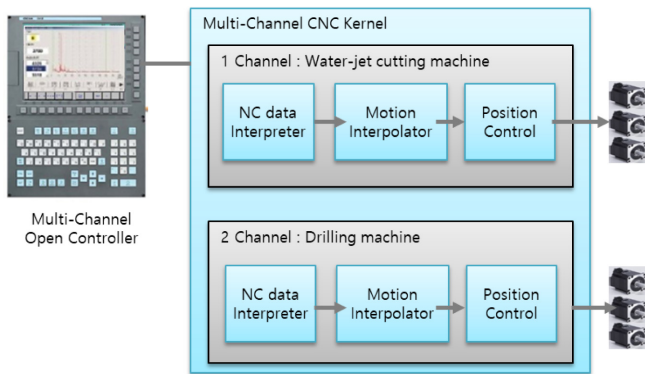 Multi-Channel CNC Kernel
1 Channel : Water-jet cutting machine
NC data
Interpreter
Motion
Interpolator
Position
Control
Multi-Channel
Open Controller
2 Channel : Drilling machine
NC data
Interpreter
Motion
Interpolator
Position
Control